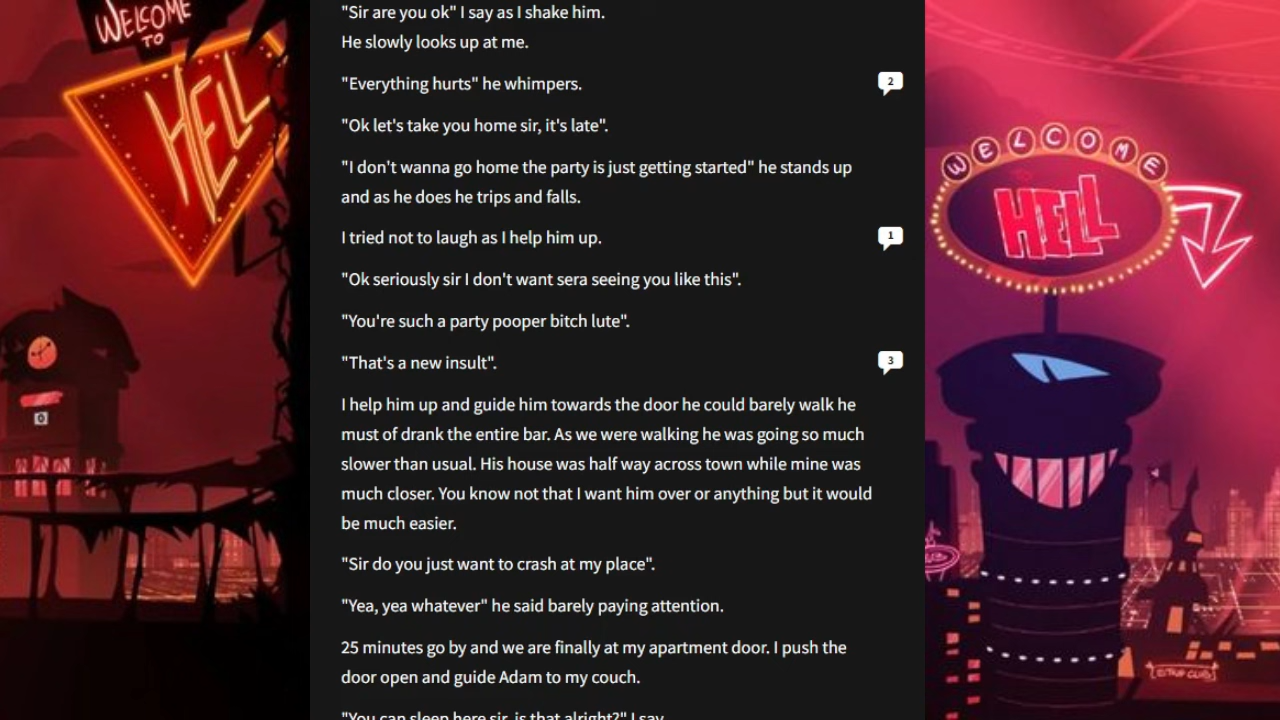 WELCOME
TO
HELL
"Sir are you ok" I say as I shake him.
He slowly looks up at me.
"Everything hurts" he whimpers.
2
"Ok let's take you home sir, it's late".
"I don't wanna go home the party is just getting started" he stands up
and as he does he trips and falls.
I tried not to laugh as I help him up.
1
"Ok seriously sir I don't want sera seeing you like this".
"You're such a party pooper bitch lute".
"That's a new insult".
3
I help him up and guide him towards the door he could barely walk he
must of drank the entire bar. As we were walking he was going so much
slower than usual. His house was half way across town while mine was
much closer. You know not that I want him over or anything but it would
be much easier.
"Sir do you just want to crash at my place".
"Yea, yea whatever" he said barely paying attention.
25 minutes go by and we are finally at my apartment door. I push the
door open and guide Adam to my couch.
"You can sleep here sir, is that alright?" I say
WELCOME
HELL